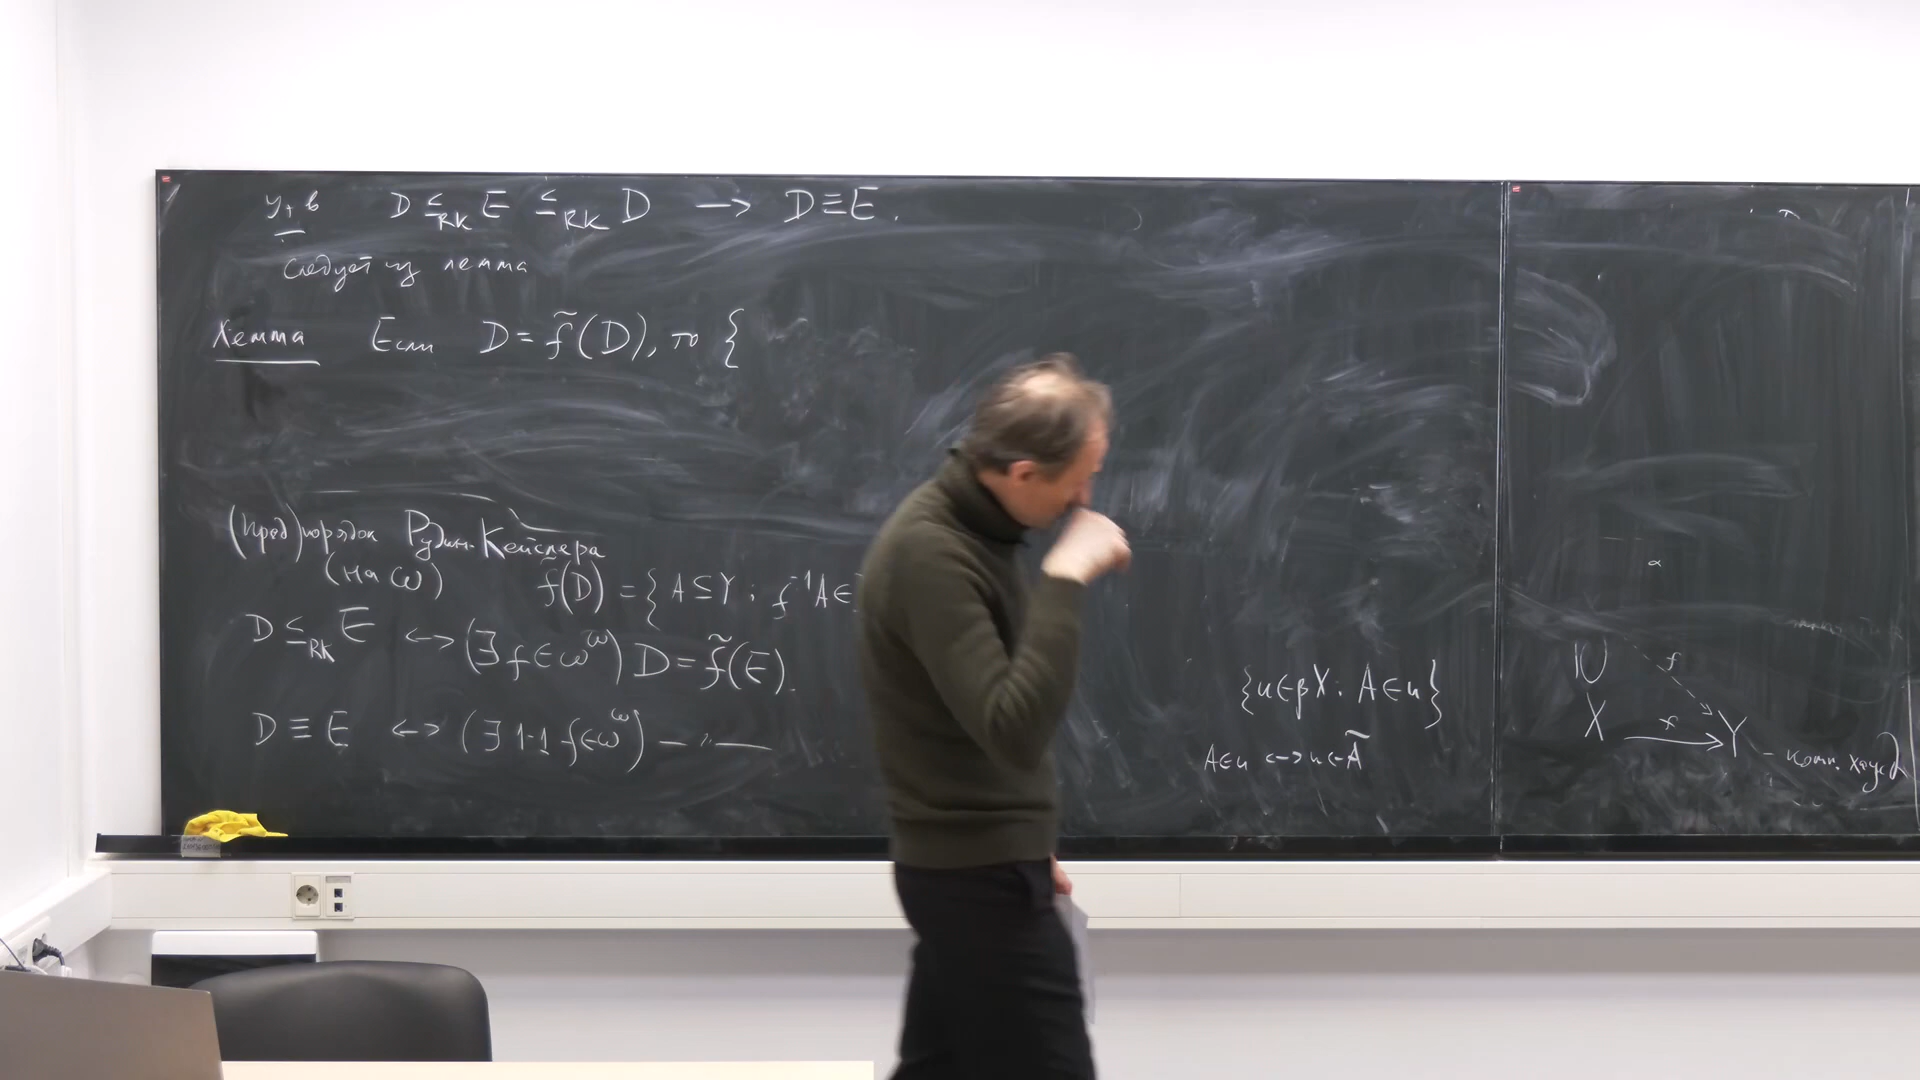 Утв D ≤_RK E ≤_RK D → D ≡ E.
следует из лемма
Лемма Если D = f̃(D), то {
(пред)порядок Рудин-Кейслера
(на ω) f̃(D) = {A ⊆ Y : f⁻¹A ∈
D ≤_RK E ↔ (∃ f ∈ ω^ω) D = f̃(E).
D ≡ E ↔ (∃ 1-1 f ∈ ω^ω) — " —
{u ∈ βX : A ∈ u}
A ∈ u ↔ u ∈ Ã
f̃
X f Y – комп. хаусд